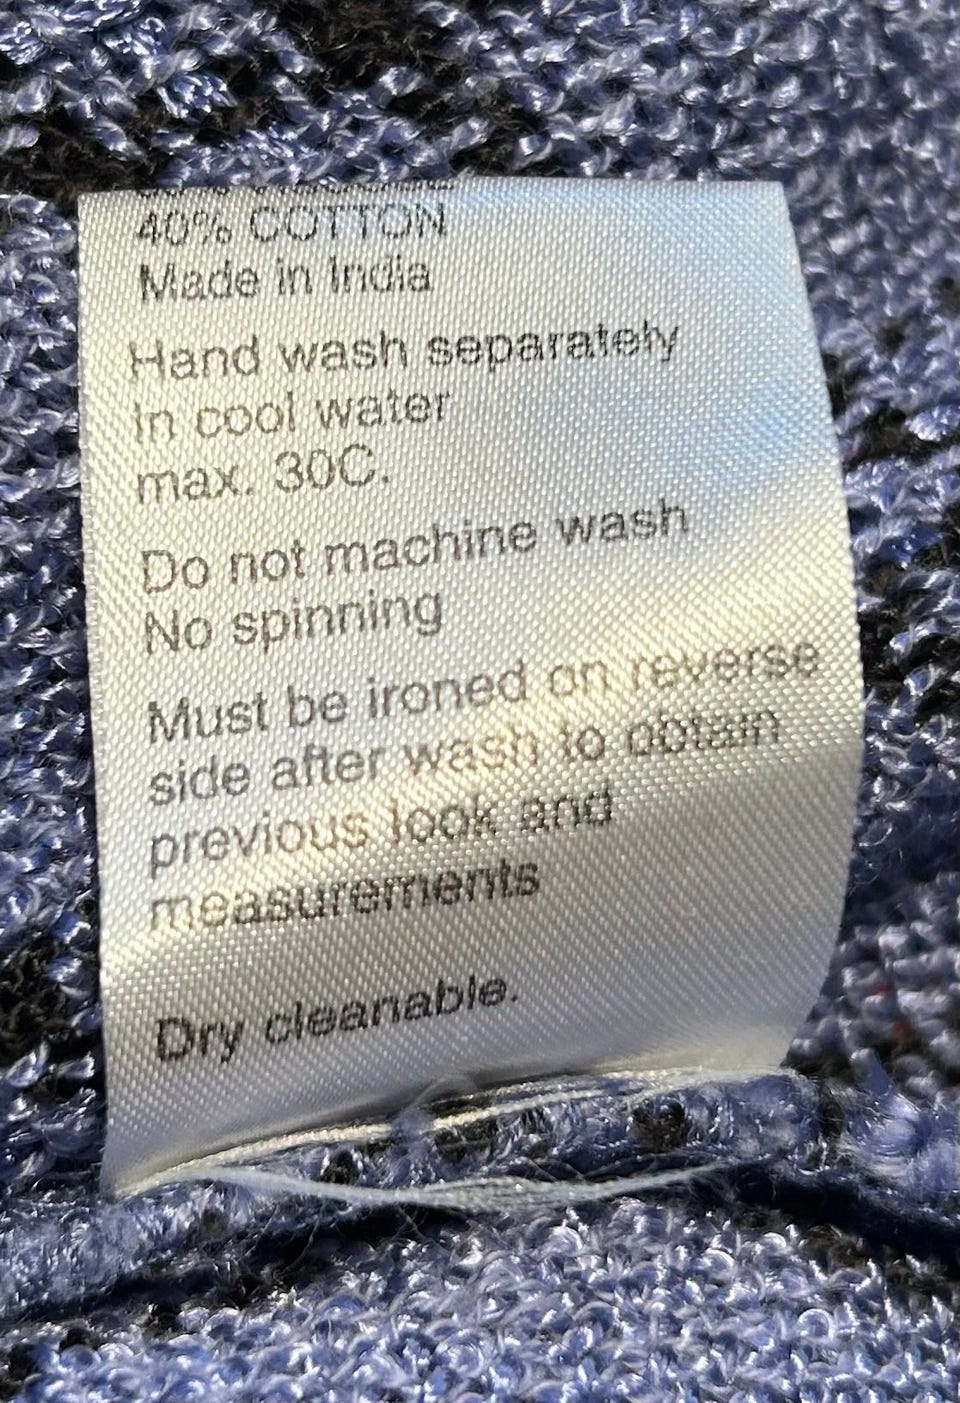 40% COTTON
Made in India
Hand wash separately
in cool water
max. 30C.
Do not machine wash
No spinning
Must be ironed on reverse
side after wash to obtain
previous look and
measurements
Dry cleanable.